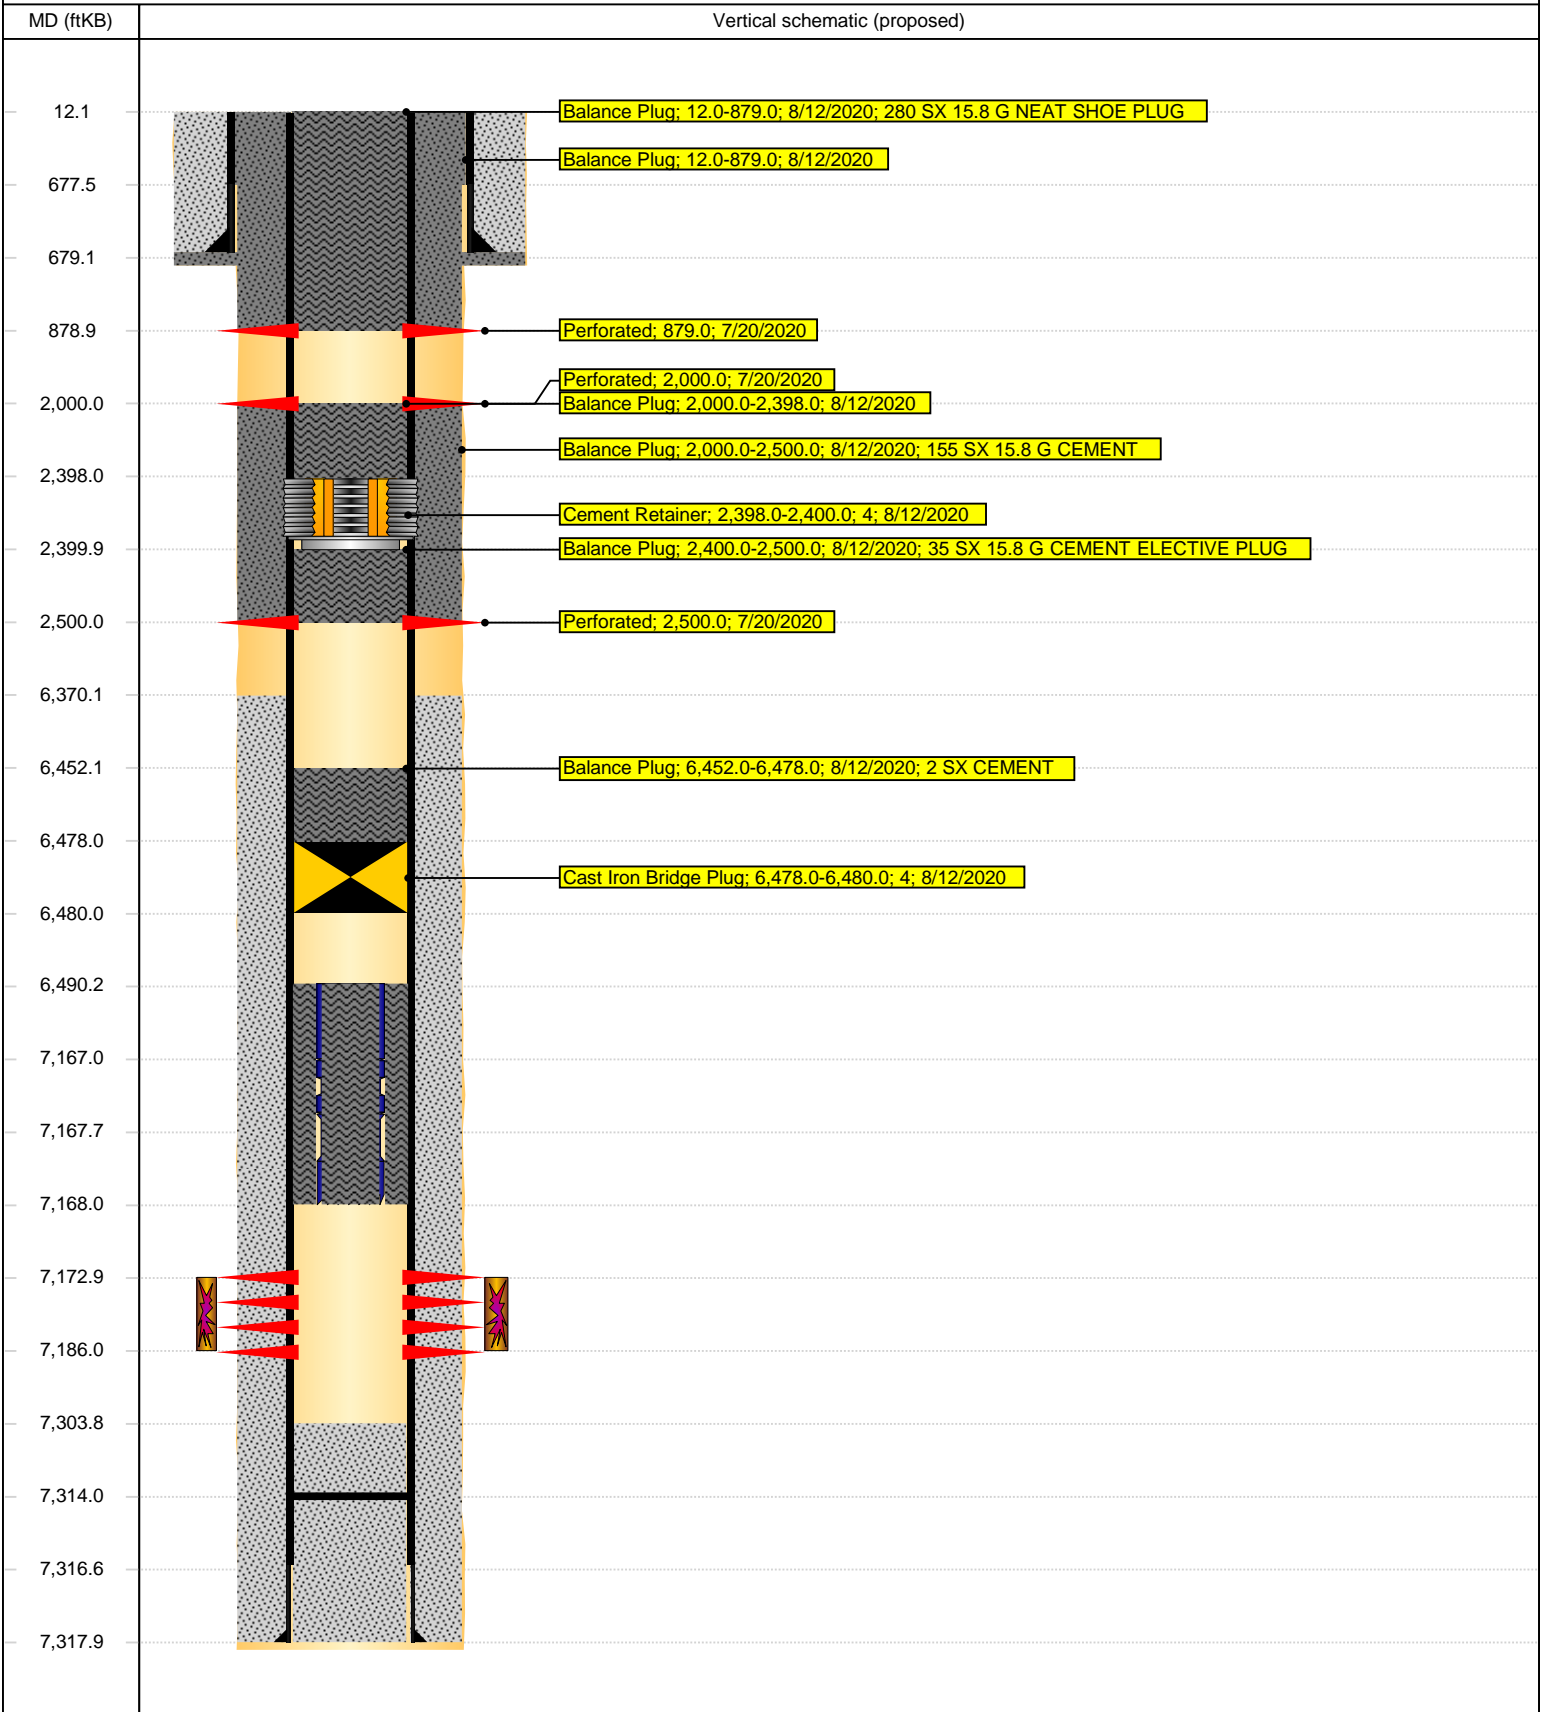 MD (ftKB)
Vertical schematic (proposed)
12.1
Balance Plug; 12.0-879.0; 8/12/2020; 280 SX 15.8 G NEAT SHOE PLUG
Balance Plug; 12.0-879.0; 8/12/2020
677.5
679.1
878.9
Perforated; 879.0; 7/20/2020
Perforated; 2,000.0; 7/20/2020
2,000.0
Balance Plug; 2,000.0-2,398.0; 8/12/2020
Balance Plug; 2,000.0-2,500.0; 8/12/2020; 155 SX 15.8 G CEMENT
2,398.0
Cement Retainer; 2,398.0-2,400.0; 4; 8/12/2020
2,399.9
Balance Plug; 2,400.0-2,500.0; 8/12/2020; 35 SX 15.8 G CEMENT ELECTIVE PLUG
2,500.0
Perforated; 2,500.0; 7/20/2020
6,370.1
6,452.1
Balance Plug; 6,452.0-6,478.0; 8/12/2020; 2 SX CEMENT
6,478.0
Cast Iron Bridge Plug; 6,478.0-6,480.0; 4; 8/12/2020
6,480.0
6,490.2
7,167.0
7,167.7
7,168.0
7,172.9
7,186.0
7,303.8
7,314.0
7,316.6
7,317.9